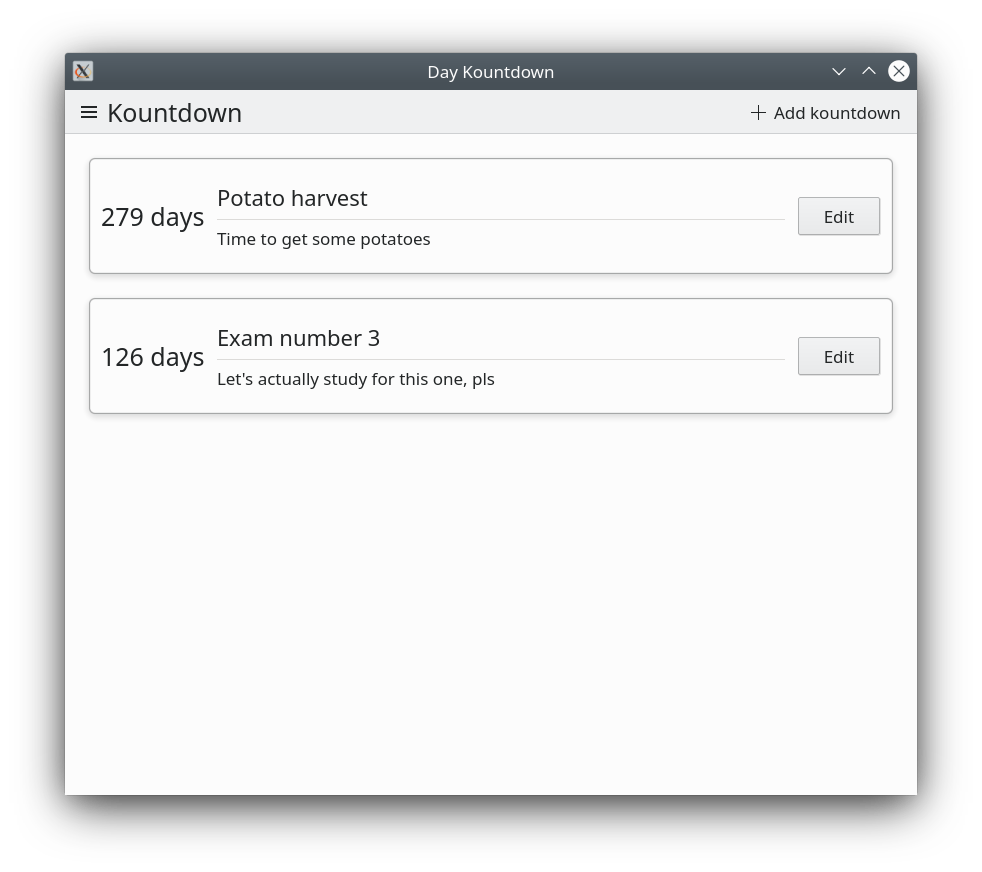 Day Kountdown
Kountdown
Add kountdown
279 days
Potato harvest
Time to get some potatoes
Edit
126 days
Exam number 3
Let's actually study for this one, pls
Edit